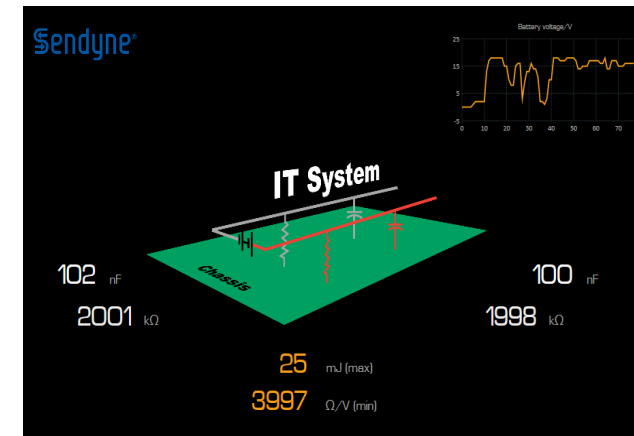 Sendyne®
Battery voltage/V
25
15
5
-5
0 10 20 30 40 50 60 70
IT System
Chassis
102 nF
2001 kΩ
100 nF
1998 kΩ
25 mJ (max)
3997 Ω/V (min)